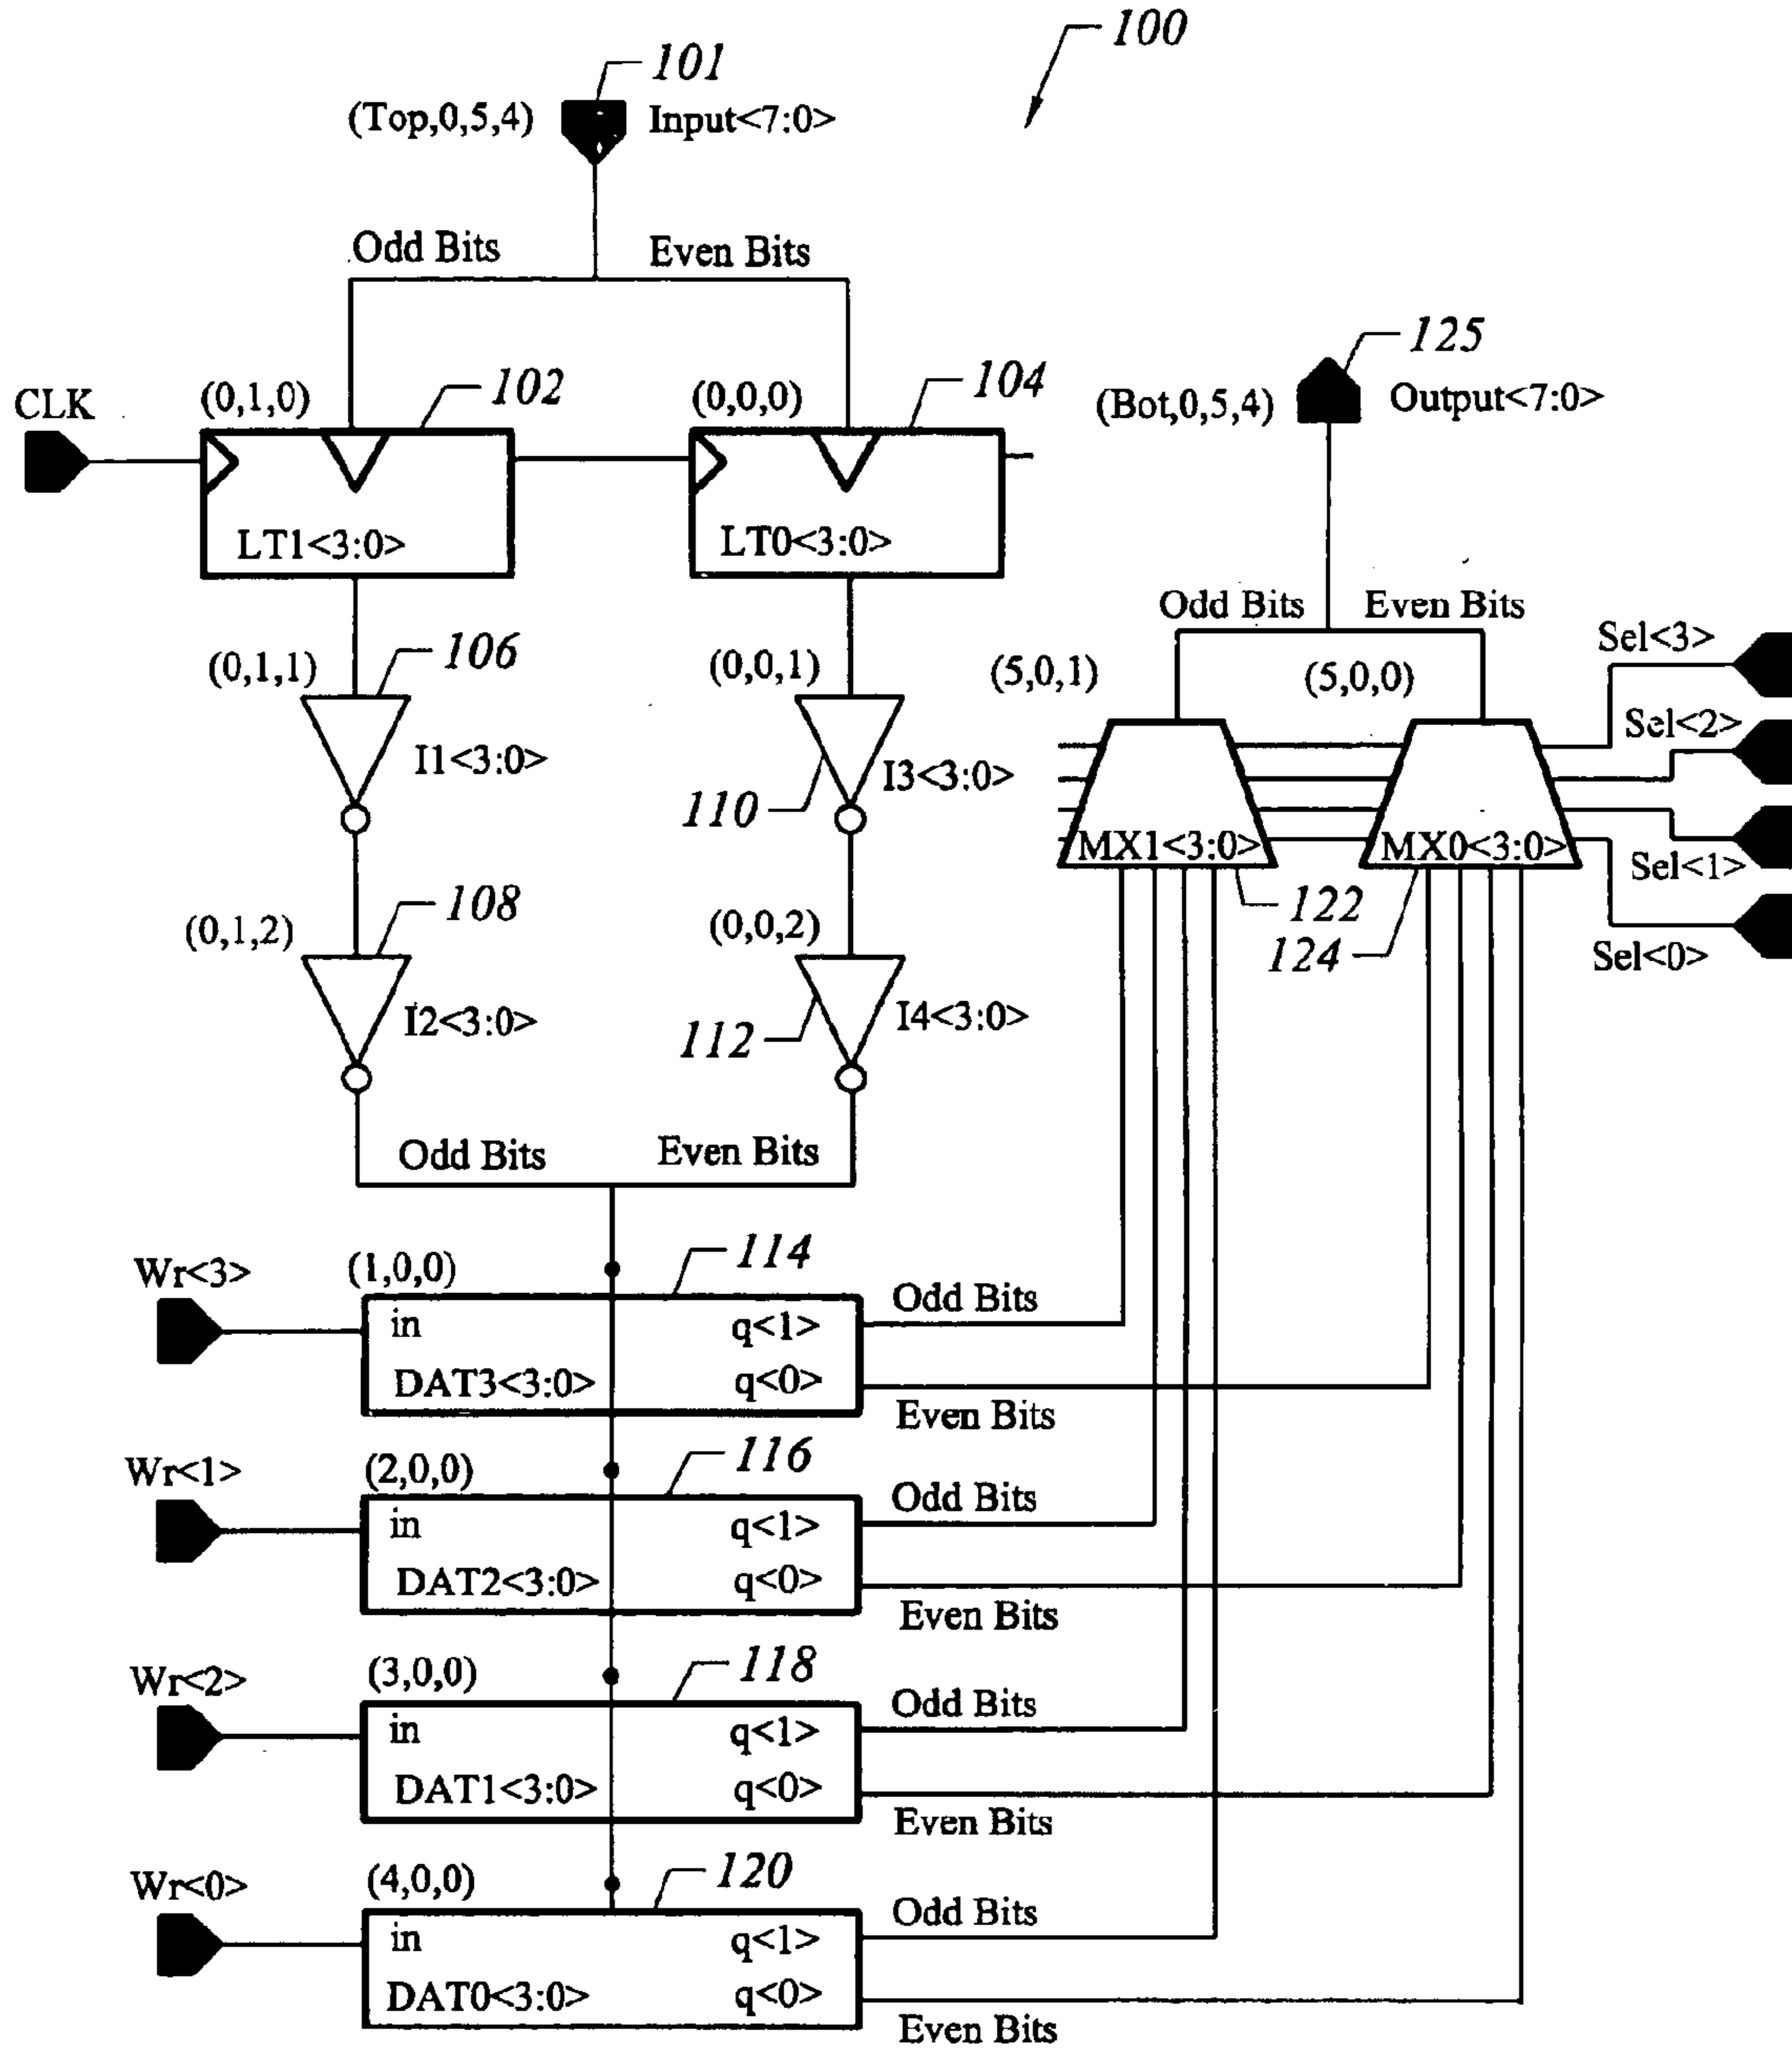 100
101
(Top,0,5,4) Input<7:0>
Odd Bits Even Bits
125
CLK (0,1,0) 102 (0,0,0) 104
(Bot,0,5,4) Output<7:0>
LT1<3:0> LT0<3:0>
Odd Bits Even Bits
Sel<3>
(0,1,1) 106 (0,0,1) (5,0,1) (5,0,0)
Sel<2>
I1<3:0> 110 I3<3:0>
MX1<3:0> MX0<3:0>
Sel<1>
(0,1,2) 108 (0,0,2) 122
124 Sel<0>
I2<3:0> 112 I4<3:0>
Odd Bits Even Bits
Wr<3> (1,0,0) 114
Odd Bits
in q<1>
DAT3<3:0> q<0>
Even Bits
Wr<1> (2,0,0) 116
Odd Bits
in q<1>
DAT2<3:0> q<0>
Even Bits
Wr<2> (3,0,0) 118
Odd Bits
in q<1>
DAT1<3:0> q<0>
Even Bits
Wr<0> (4,0,0) 120
Odd Bits
in q<1>
DAT0<3:0> q<0>
Even Bits